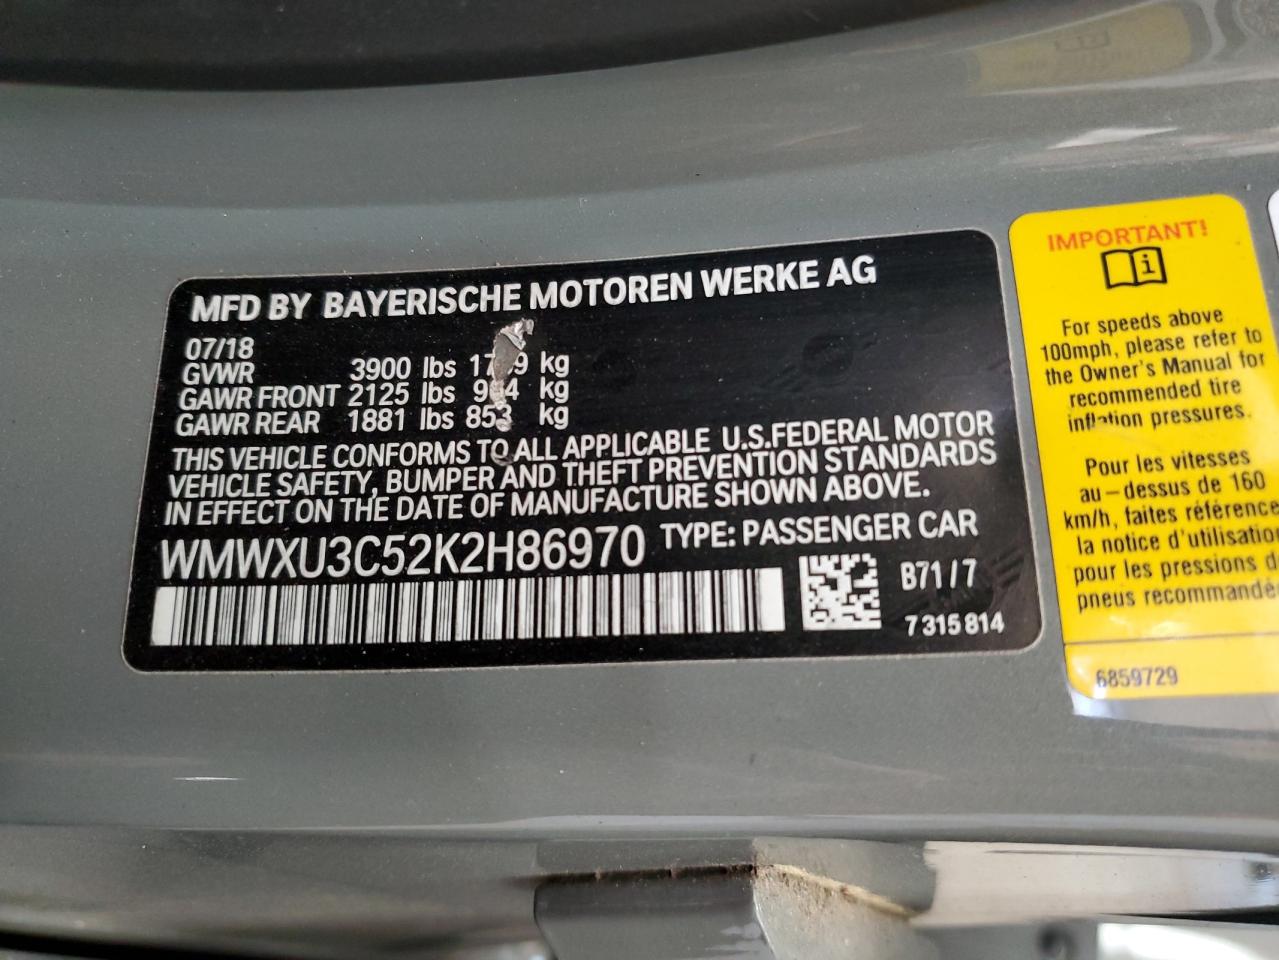 MFD BY BAYERISCHE MOTOREN WERKE AG
07/18
GVWR 3900 lbs kg
GAWR FRONT 2125 lbs kg
GAWR REAR 1881 lbs 853 kg
THIS VEHICLE CONFORMS TO ALL APPLICABLE U.S.FEDERAL MOTOR
VEHICLE SAFETY, BUMPER AND THEFT PREVENTION STANDARDS
IN EFFECT ON THE DATE OF MANUFACTURE SHOWN ABOVE.
WMWXU3C52K2H86970 TYPE: PASSENGER CAR
B71/7
7315814
IMPORTANT!
i
For speeds above
100mph, please refer to
the Owner's Manual for
recommended tire
inflation pressures.
Pour les vitesses
au-dessus de 160
km/h, faites référence
la notice d'utilisation
pour les pressions d
pneus recommandé
6859729